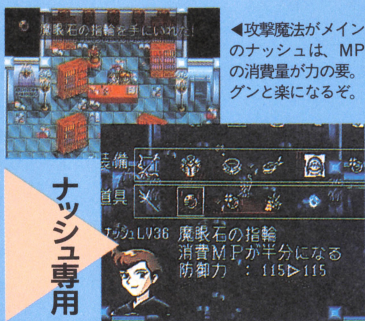 魔眼石の指輪を手にいれた!
◀攻撃魔法がメイン
のナッシュは、MP
の消費量が力の要。
グンと楽になるぞ。
装備
道具
ナッシュLV36 魔眼石の指輪
消費MPが半分になる
防御力 : 115▷115
ナッシュ専用